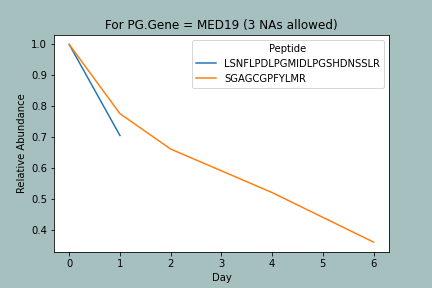 For PG.Gene = MED19 (3 NAs allowed)
Peptide
LSNFLPDLPGMIDLPGSHDNSSLR
SGAGCGPFYLMR
Relative Abundance
1.0
0.9
0.8
0.7
0.6
0.5
0.4
0 1 2 3 4 5 6
Day